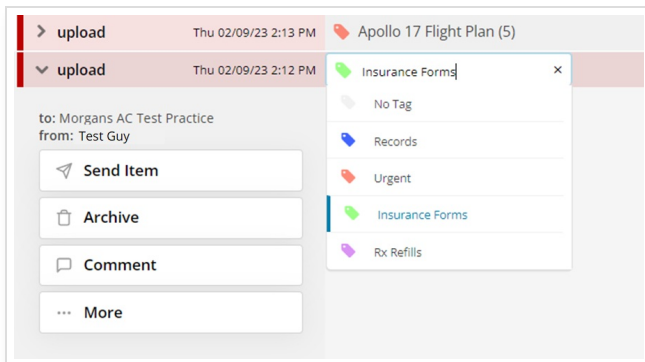 upload Thu 02/09/23 2:13 PM Apollo 17 Flight Plan (5)
upload Thu 02/09/23 2:12 PM Insurance Forms
No Tag
to: Morgans AC Test Practice
from: Test Guy
Records
Send Item
Urgent
Archive
Insurance Forms
Comment
Rx Refills
More